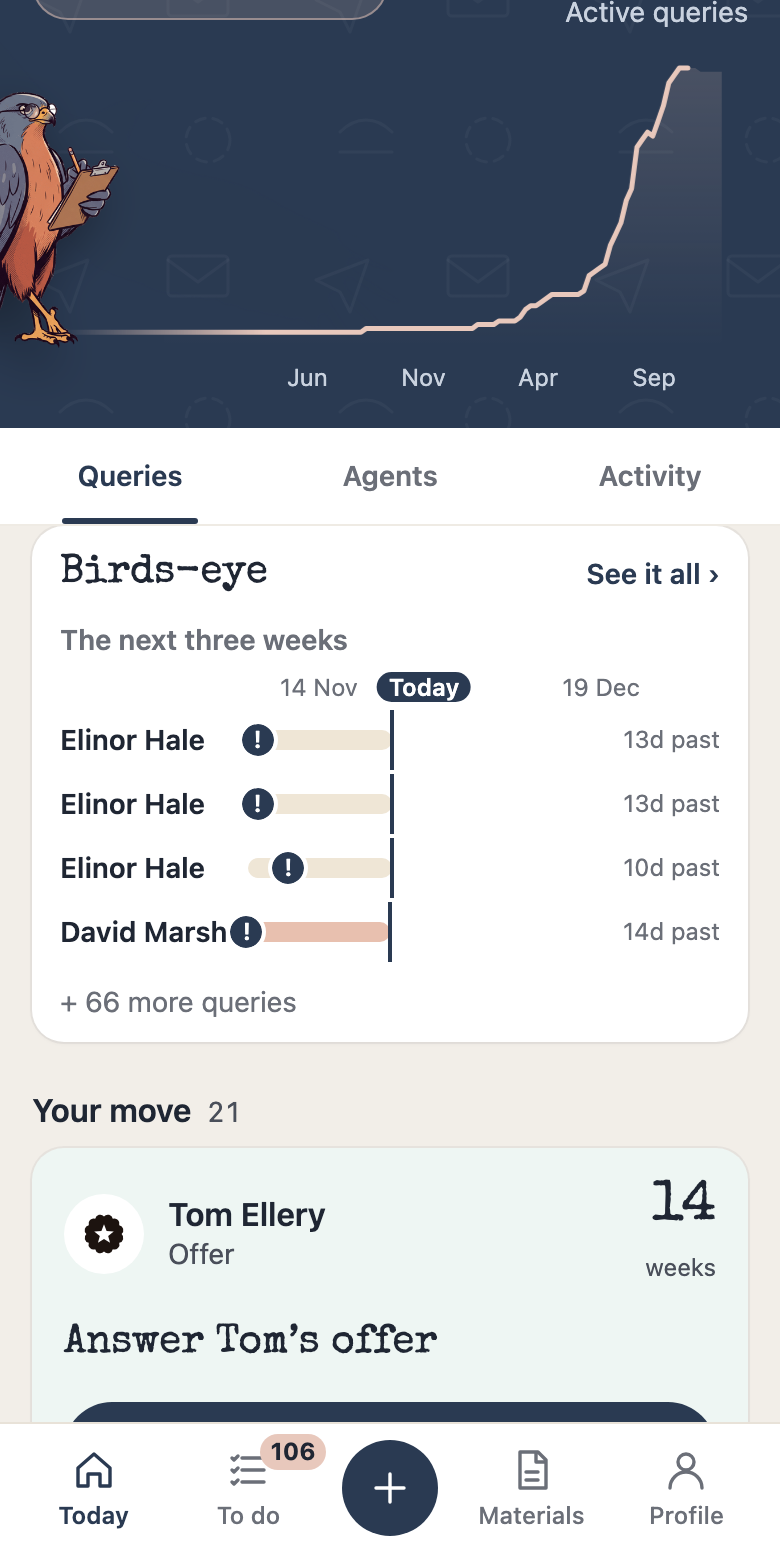 Active queries
Jun Nov Apr Sep
Queries Agents Activity
Birds-eye See it all ›
The next three weeks
14 Nov Today 19 Dec
Elinor Hale ! 13d past
Elinor Hale ! 13d past
Elinor Hale ! 10d past
David Marsh ! 14d past
+ 66 more queries
Your move 21
Tom Ellery 14
Offer weeks
Answer Tom’s offer
106
Today To do + Materials Profile